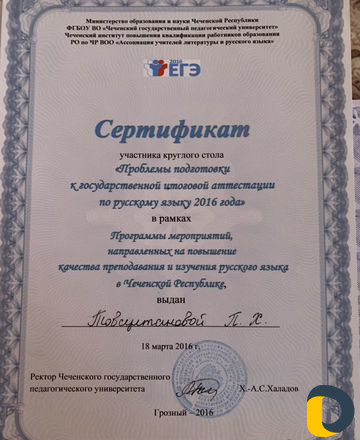 Министерство образования и науки Чеченской Республики
ФГБОУ ВО «Чеченский государственный педагогический университет»
Чеченский институт повышения квалификации работников образования
РО по ЧР ВОО «Ассоциация учителей литературы и русского языка»
2016
ЕГЭ
Сертификат
участника круглого стола
«Проблемы подготовки
к государственной итоговой аттестации
по русскому языку 2016 года»
в рамках
Программы мероприятий,
направленных на повышение
качества преподавания и изучения русского языка
в Чеченской Республике,
выдан
Товсултановой П. Х.
18 марта 2016 г.
Ректор Чеченского государственного
педагогического университета
Х.-А.С.Халадов
Грозный – 2016